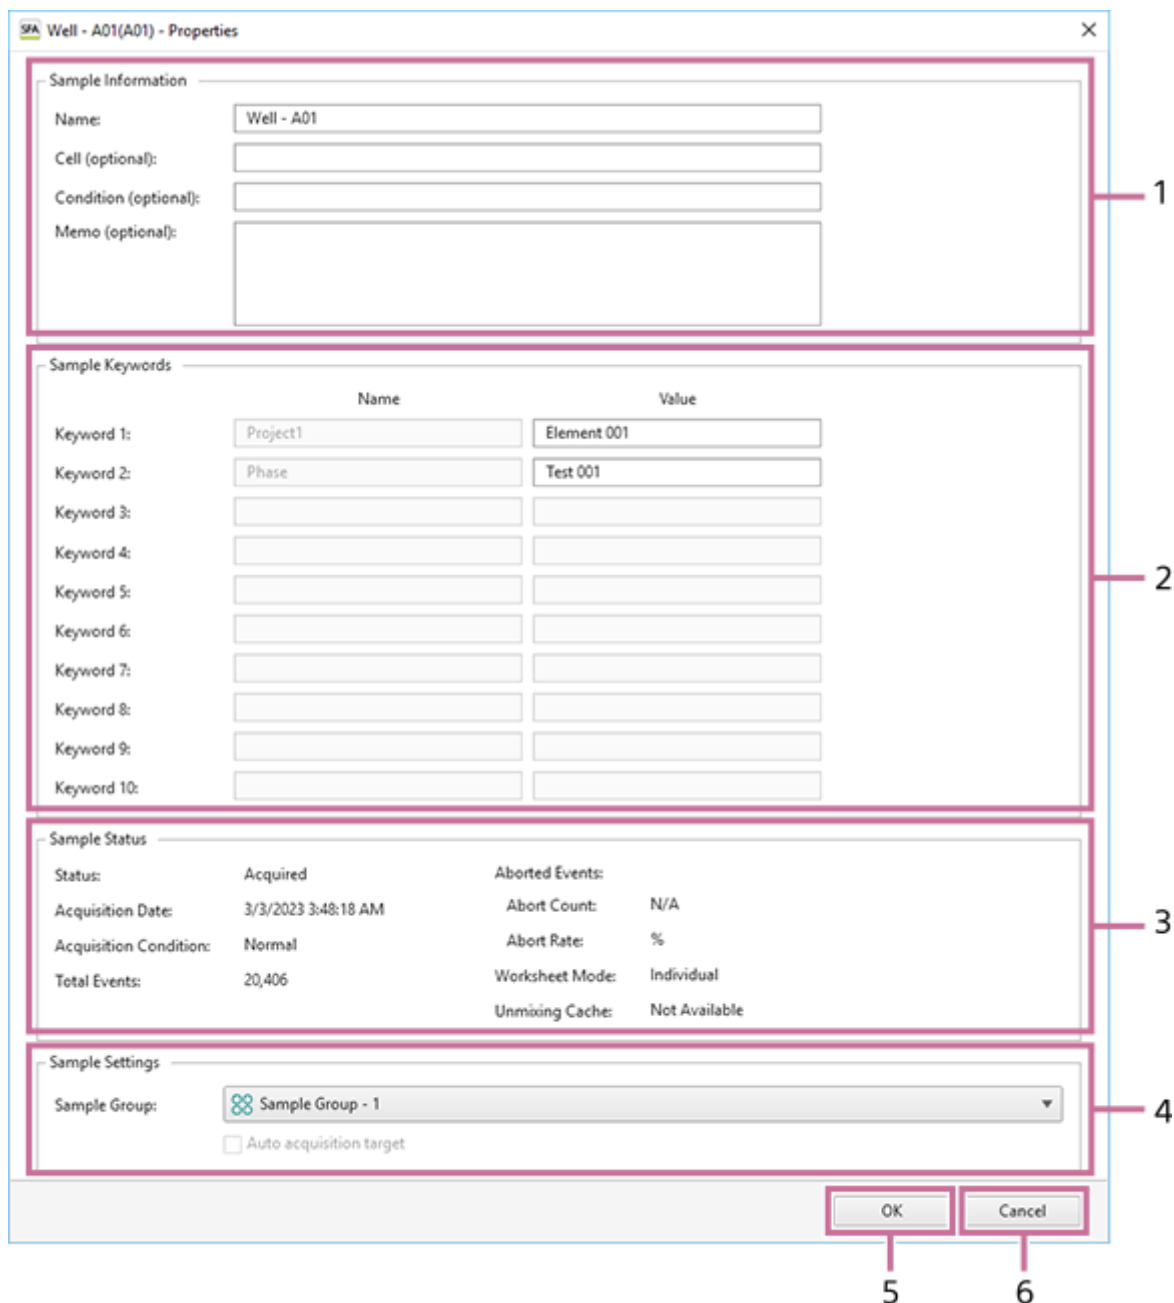 SFA Well - A01(A01) - Properties
Sample Information
Name: Well - A01
Cell (optional):
Condition (optional):
Memo (optional):
1
Sample Keywords
Name Value
Keyword 1: Project1 Element 001
Keyword 2: Phase Test 001
Keyword 3:
Keyword 4:
Keyword 5:
Keyword 6:
Keyword 7:
Keyword 8:
Keyword 9:
Keyword 10:
2
Sample Status
Status: Acquired Aborted Events:
Acquisition Date: 3/3/2023 3:48:18 AM Abort Count: N/A
Acquisition Condition: Normal Abort Rate: %
Total Events: 20,406 Worksheet Mode: Individual
Unmixing Cache: Not Available
3
Sample Settings
Sample Group: Sample Group - 1
Auto acquisition target
4
OK Cancel
5 6